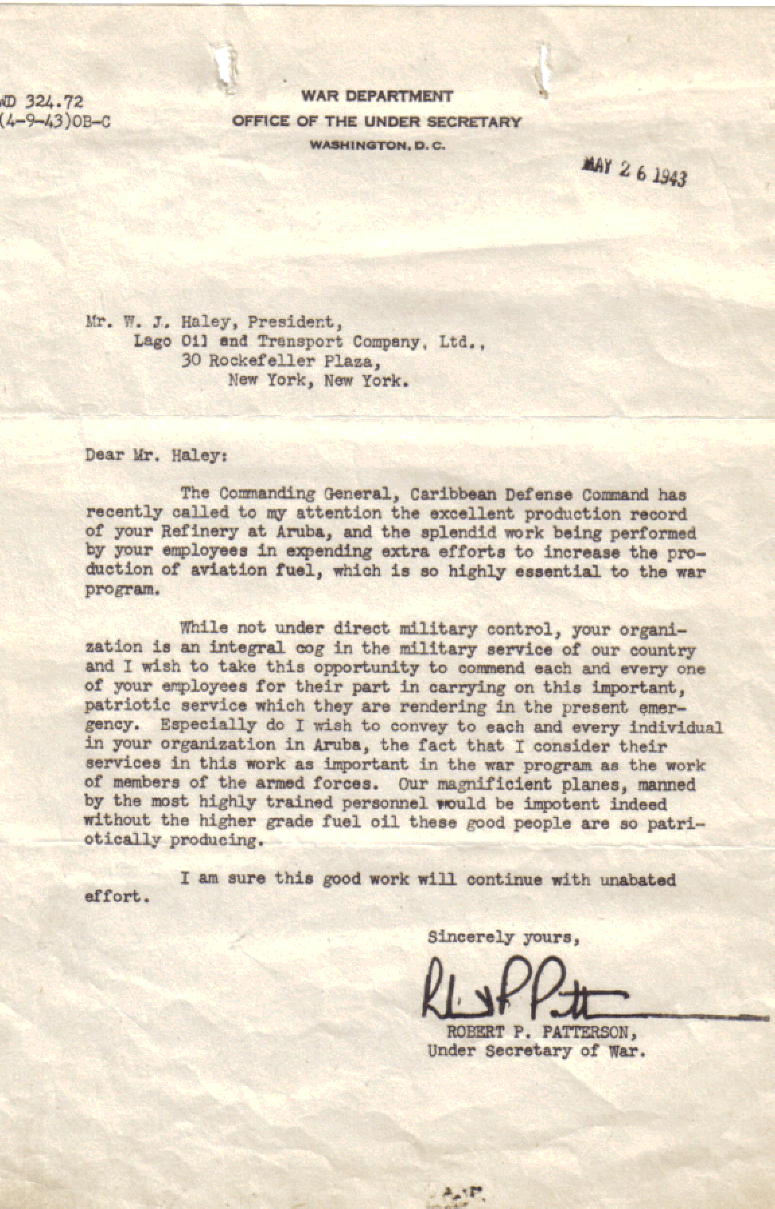 WD 324.72
(4-9-43)OB-C
WAR DEPARTMENT
OFFICE OF THE UNDER SECRETARY
WASHINGTON, D. C.
MAY 26 1943
Mr. W. J. Haley, President,
Lago Oil and Transport Company, Ltd.,
30 Rockefeller Plaza,
New York, New York.
Dear Mr. Haley:
The Commanding General, Caribbean Defense Command has
recently called to my attention the excellent production record
of your Refinery at Aruba, and the splendid work being performed
by your employees in expending extra efforts to increase the pro-
duction of aviation fuel, which is so highly essential to the war
program.
While not under direct military control, your organi-
zation is an integral cog in the military service of our country
and I wish to take this opportunity to commend each and every one
of your employees for their part in carrying on this important,
patriotic service which they are rendering in the present emer-
gency. Especially do I wish to convey to each and every individual
in your organization in Aruba, the fact that I consider their
services in this work as important in the war program as the work
of members of the armed forces. Our magnificient planes, manned
by the most highly trained personnel would be impotent indeed
without the higher grade fuel oil these good people are so patri-
otically producing.
I am sure this good work will continue with unabated
effort.
Sincerely yours,
Robert P Patterson
ROBERT P. PATTERSON,
Under Secretary of War.